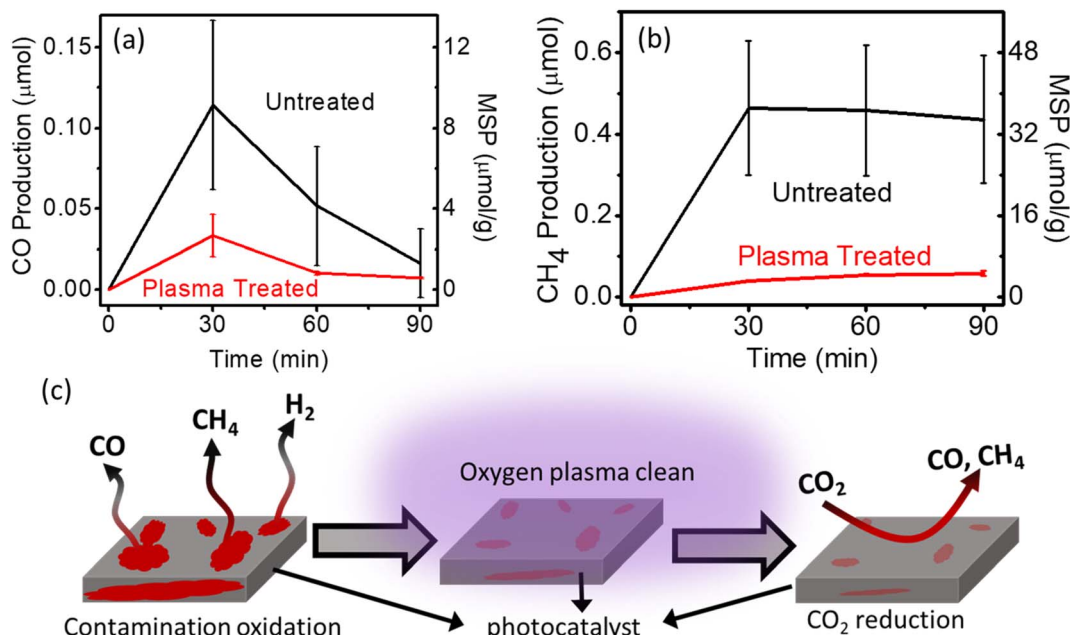 (a)
CO Production (μmol)
0.15
0.10
0.05
0.00
Untreated
Plasma Treated
12
8
4
0
MSP (μmol/g)
0 30 60 90
Time (min)
(b)
CH₄ Production (μmol)
0.6
0.4
0.2
0.0
Untreated
Plasma Treated
48
32
16
0
MSP (μmol/g)
0 30 60 90
Time (min)
(c)
CO
CH₄
H₂
Oxygen plasma clean
CO₂
CO, CH₄
Contamination oxidation
photocatalyst
CO₂ reduction